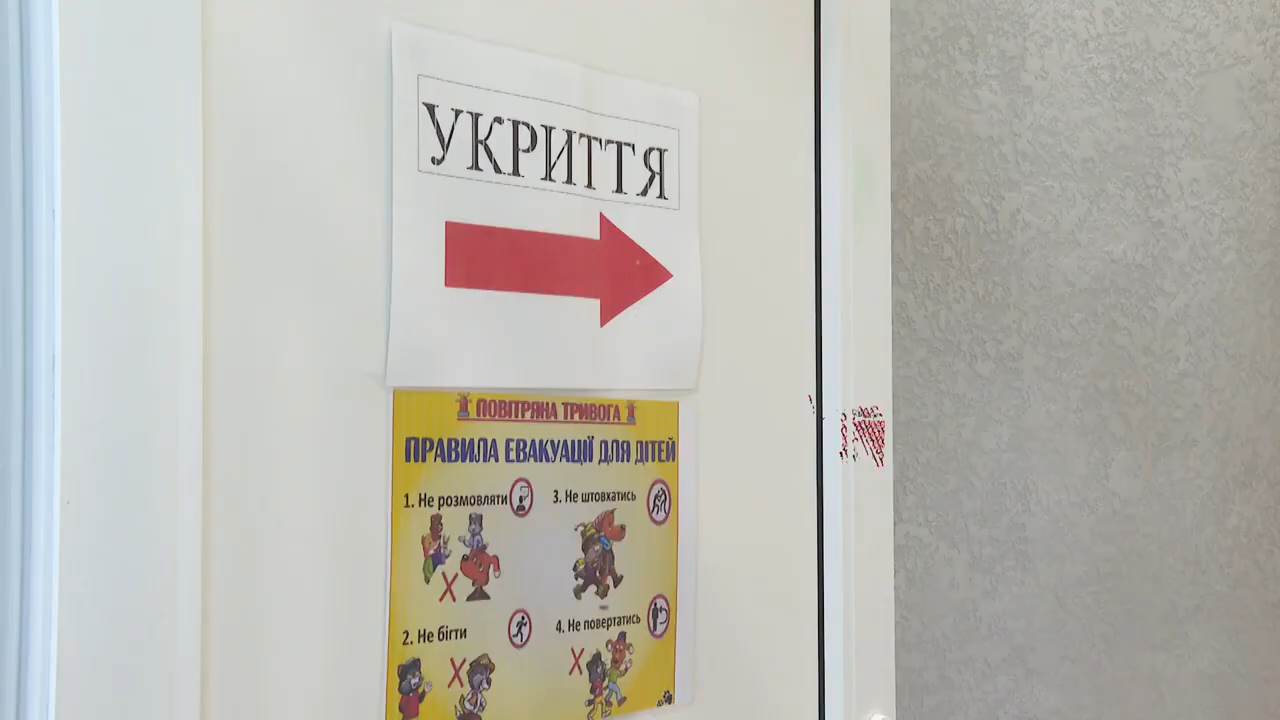 УКРИТТЯ
ПОВІТРЯНА ТРИВОГА
ПРАВИЛА ЕВАКУАЦІЇ ДЛЯ ДІТЕЙ
1. Не розмовляти
3. Не штовхатись
2. Не бігти
4. Не повертатись